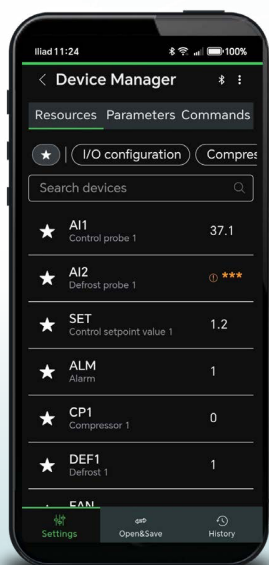 Iliad 11:24 100%
< Device Manager
Resources Parameters Commands
I/O configuration Compres
Search devices
AI1 37.1
Control probe 1
AI2 ***
Defrost probe 1
SET 1.2
Control setpoint value 1
ALM 1
Alarm
CP1 0
Compressor 1
DEF1 1
Defrost 1
FAN
Settings Open&Save History